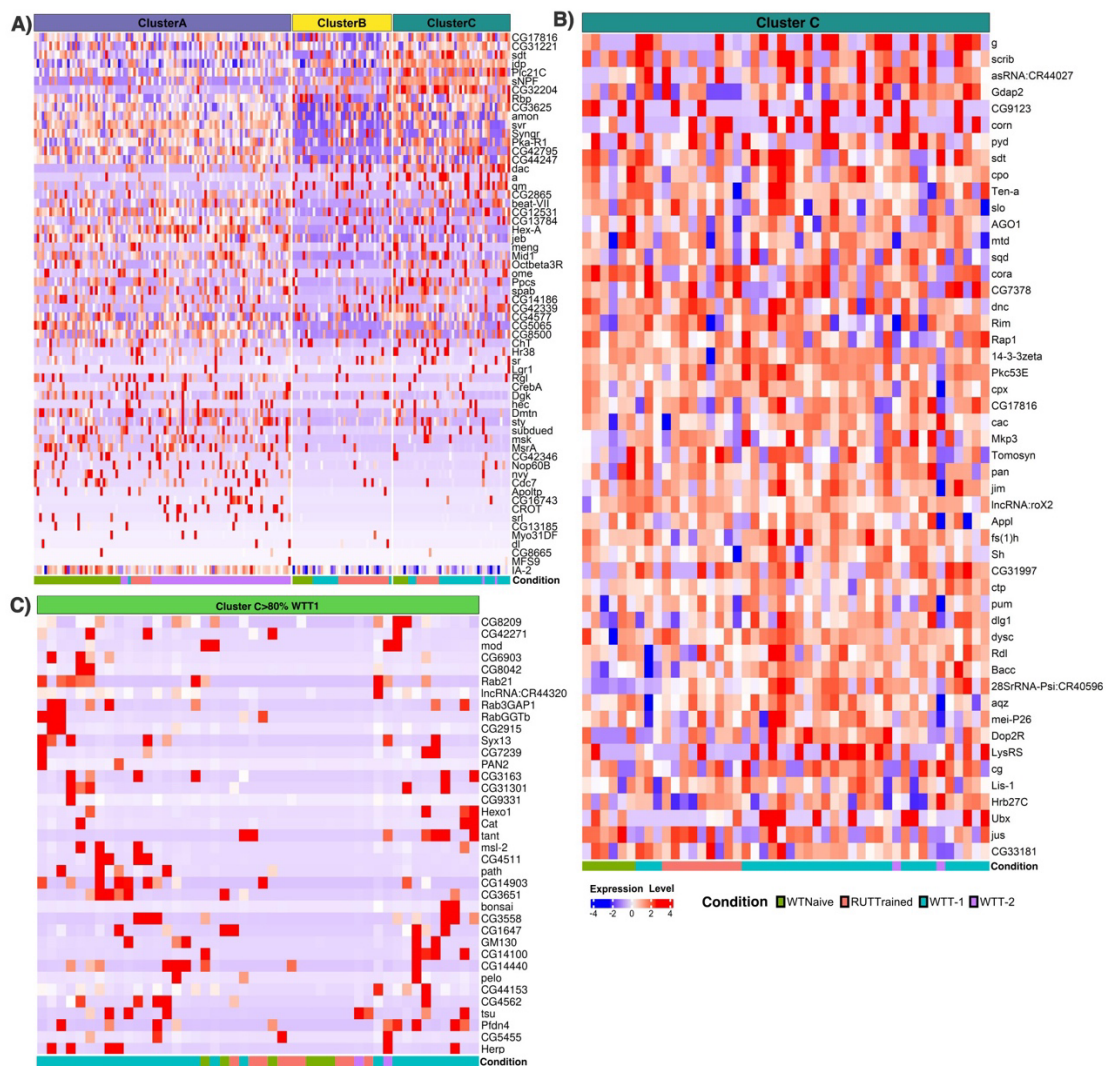 A)
ClusterA
ClusterB
ClusterC
CG17816
CG31221
sdt
jdp
Plc21C
sNPF
CG32204
Rbp
CG3625
amon
svr
Syngr
Pka-R1
CG42795
CG44247
dac
a
qm
CG2865
beat-VII
CG12531
CG13784
Hex-A
jeb
meng
Mid1
Octbeta3R
ome
Ppcs
spab
CG14186
CG42339
CG4577
CG5065
CG8500
ChT
Hr38
sr
Lgr1
Rgl
CrebA
Dgk
hec
Dmtn
sty
subdued
msk
MsrA
CG42346
Nop60B
nvy
Cdc7
Apoltp
CG16743
CROT
srl
CG13185
Myo31DF
dl
CG8665
MFS9
IA-2
Condition
B)
Cluster C
g
scrib
asRNA:CR44027
Gdap2
CG9123
corn
pyd
sdt
cpo
Ten-a
slo
AGO1
mtd
sqd
cora
CG7378
dnc
Rim
Rap1
14-3-3zeta
Pkc53E
cpx
CG17816
cac
Mkp3
Tomosyn
pan
jim
lncRNA:roX2
Appl
fs(1)h
Sh
CG31997
ctp
pum
dlg1
dysc
Rdl
Bacc
28SrRNA-Psi:CR40596
aqz
mei-P26
Dop2R
LysRS
cg
Lis-1
Hrb27C
Ubx
jus
CG33181
Condition
Expression Level
-4 -2 0 2 4
Condition WTNaive RUTTrained WTT-1 WTT-2
C)
Cluster C>80% WTT1
CG8209
CG42271
mod
CG6903
CG8042
Rab21
lncRNA:CR44320
Rab3GAP1
RabGGTb
CG2915
Syx13
CG7239
PAN2
CG3163
CG31301
CG9331
Hexo1
Cat
tant
msl-2
CG4511
path
CG14903
CG3651
bonsai
CG3558
CG1647
GM130
CG14100
CG14440
pelo
CG44153
CG4562
tsu
Pfdn4
CG5455
Herp
Condition